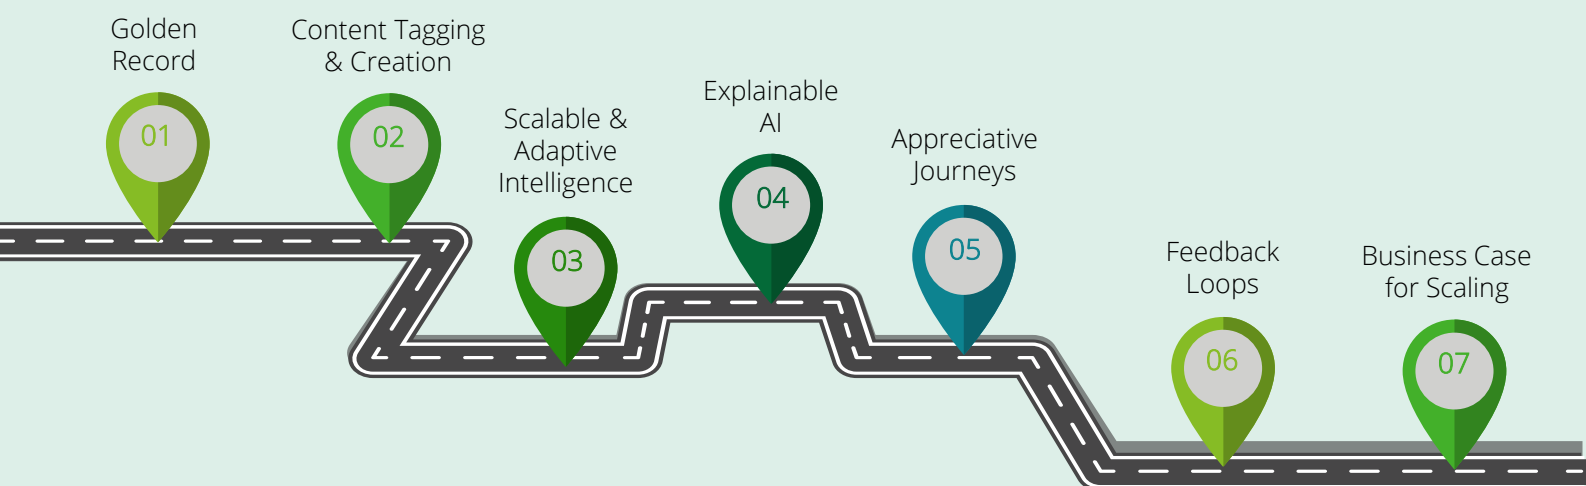 Golden
Record
01
Content Tagging
& Creation
02
Scalable &
Adaptive
Intelligence
03
Explainable
AI
04
Appreciative
Journeys
05
Feedback
Loops
06
Business Case
for Scaling
07